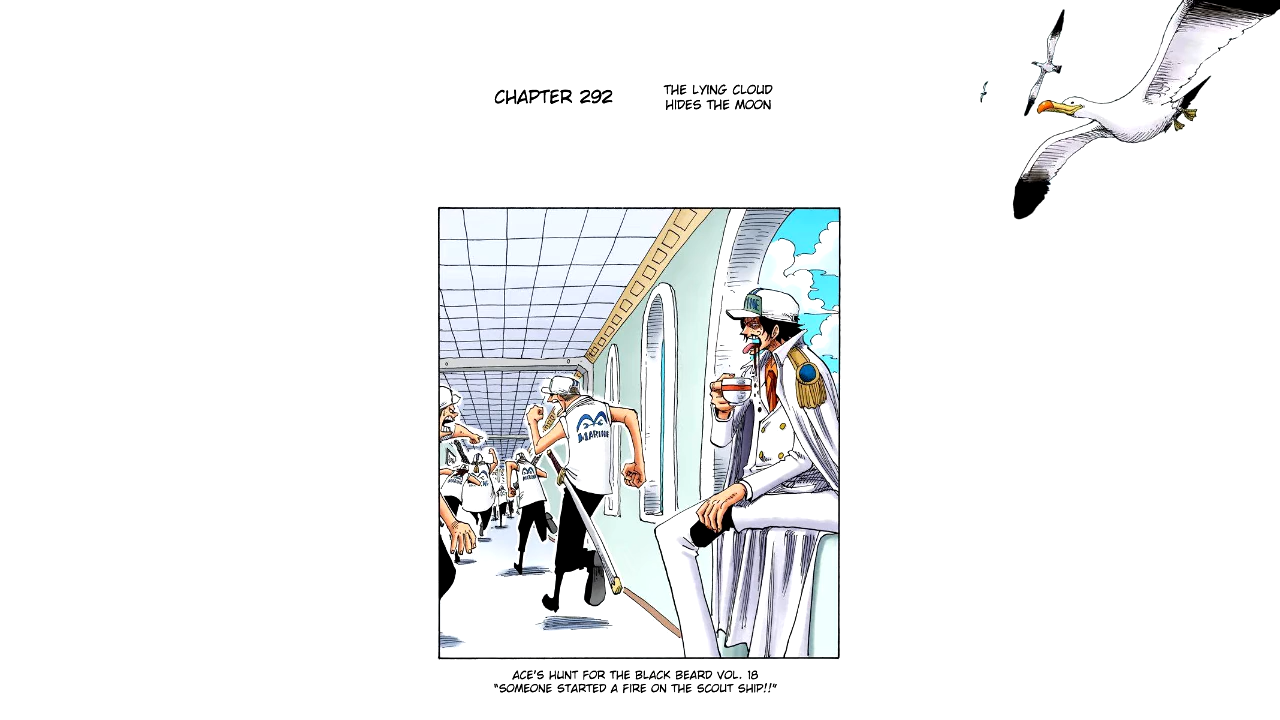 CHAPTER 292
THE LYING CLOUD
HIDES THE MOON
MARINE
ACE'S HUNT FOR THE BLACK BEARD VOL. 18
"SOMEONE STARTED A FIRE ON THE SCOUT SHIP!!"